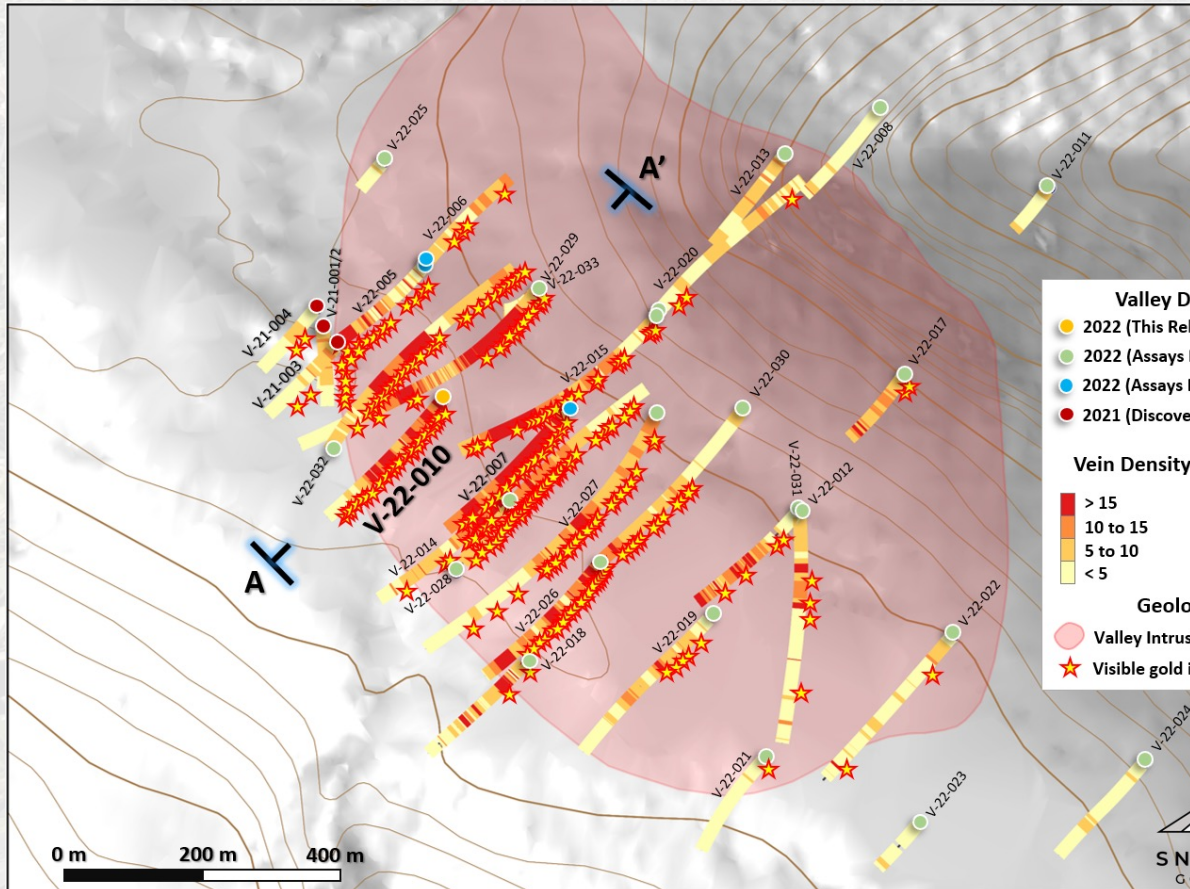 V-22-025
V-22-008
V-22-013
V-22-011
A'
V-22-006
V-22-029
V-22-033
V-21-001/2
V-22-005
V-22-020
V-21-004
V-21-003
V-22-015
V-22-030
V-22-017
V-22-032
V-22-010
V-22-007
V-22-031
V-22-012
V-22-027
V-22-014
V-22-028
A
V-22-026
V-22-018
V-22-019
V-22-022
V-22-021
V-22-023
V-22-024
Valley D
2022 (This Rel
2022 (Assays
2022 (Assays
2021 (Discove
Vein Density
> 15
10 to 15
5 to 10
< 5
Geolo
Valley Intrus
Visible gold i
0 m 200 m 400 m
S N
G